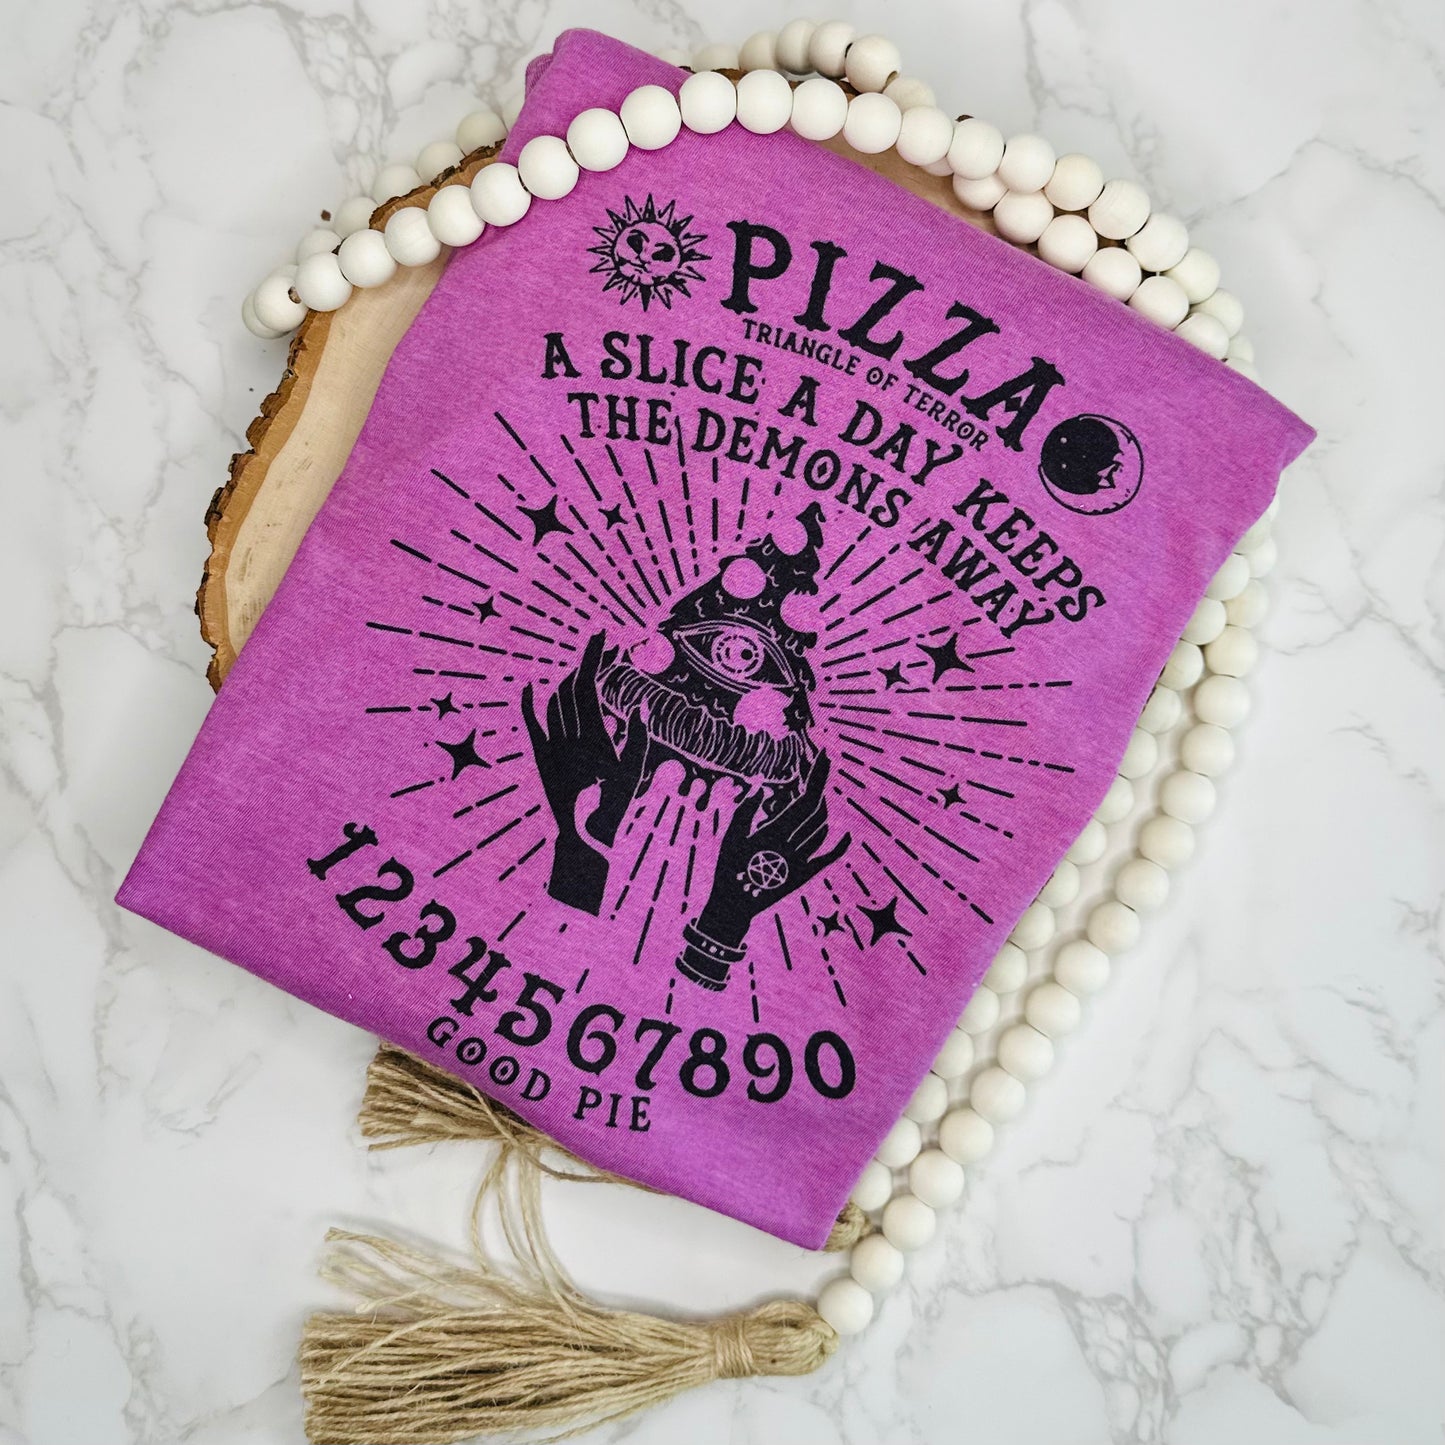 PIZZA
TRIANGLE OF TERROR
A SLICE A DAY KEEPS
THE DEMONS AWAY
1234567890
GOOD PIE